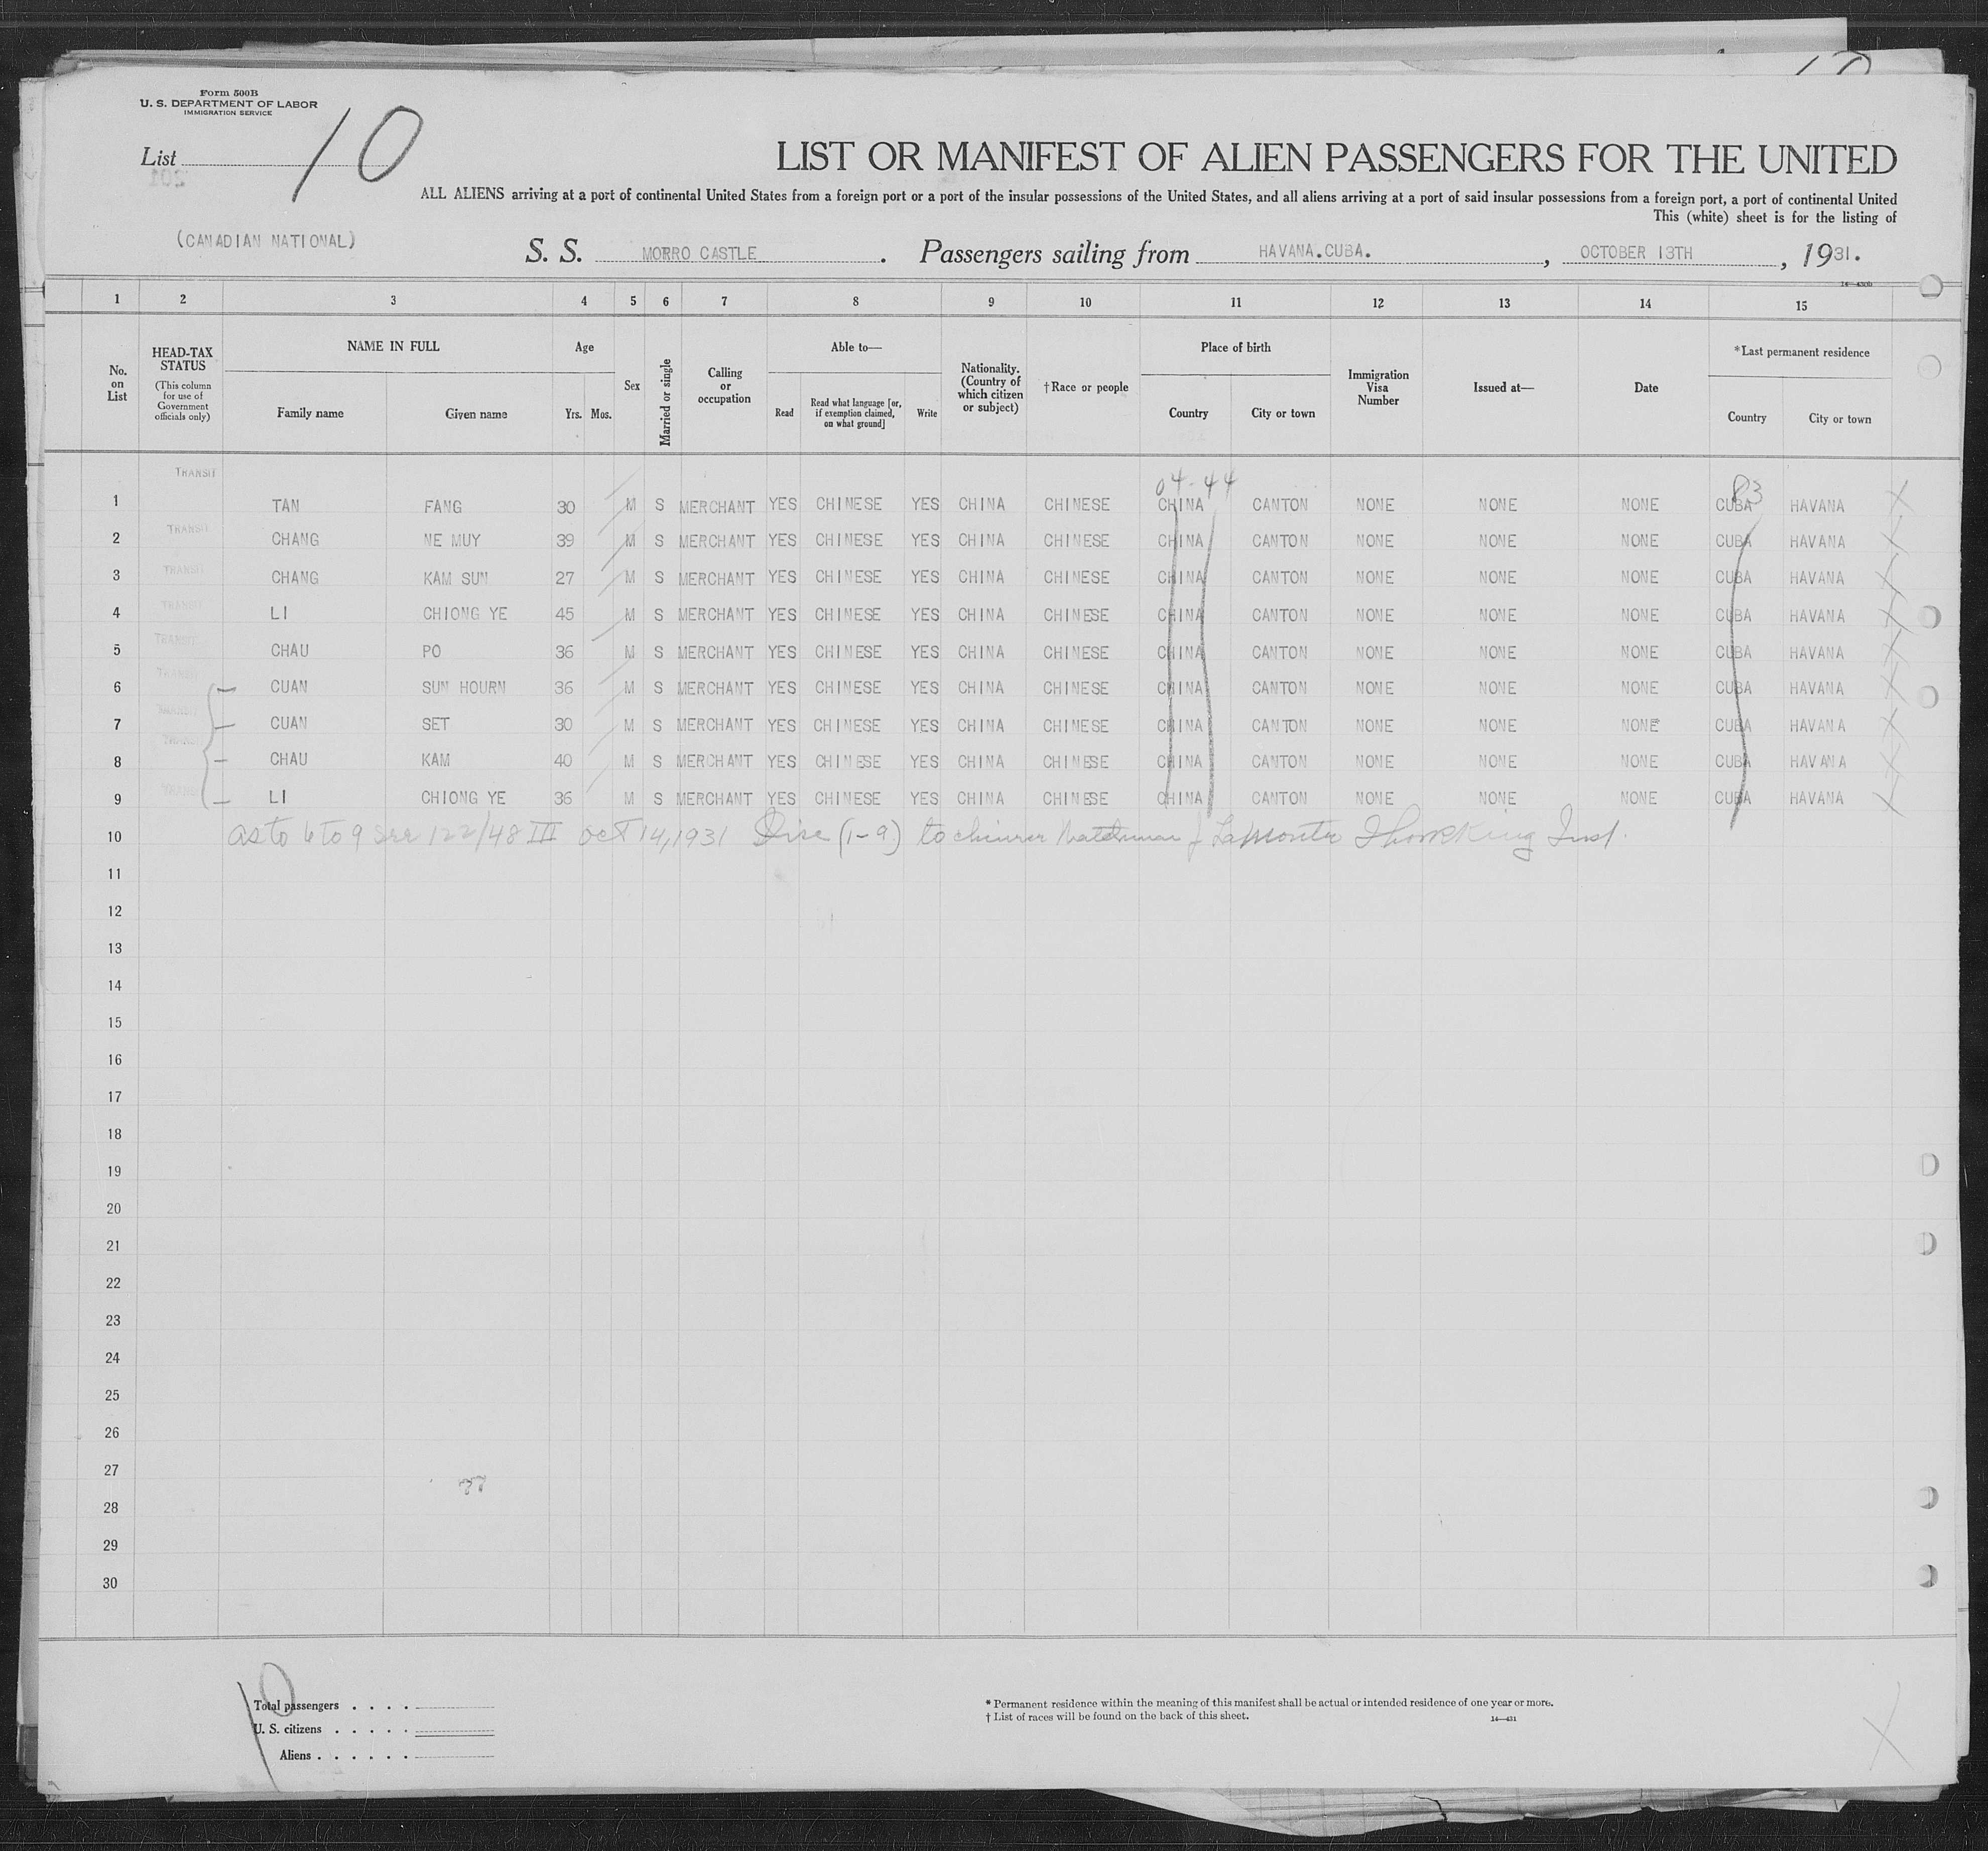 Form 500B
U. S. DEPARTMENT OF LABOR
IMMIGRATION SERVICE
List 10
LIST OR MANIFEST OF ALIEN PASSENGERS FOR THE UNITED
ALL ALIENS arriving at a port of continental United States from a foreign port or a port of the insular possessions of the United States, and all aliens arriving at a port of said insular possessions from a foreign port, a port of continental United
This (white) sheet is for the listing of
(CANADIAN NATIONAL) S. S. MORRO CASTLE. Passengers sailing from HAVANA.CUBA., OCTOBER 13TH, 1931.
1 2 3 4 5 6 7 8 9 10 11 12 13 14 15
No. on List HEAD-TAX STATUS (This column for use of Government officials only) NAME IN FULL Family name Given name Age Yrs. Mos. Sex Married or single Calling or occupation Able to— Read Read what language [or, if exemption claimed, on what ground] Write Nationality. (Country of which citizen or subject) †Race or people Place of birth Country City or town Immigration Visa Number Issued at— Date *Last permanent residence Country City or town
04-44 83
1 TRANSIT TAN FANG 30 M S MERCHANT YES CHINESE YES CHINA CHINESE CHINA CANTON NONE NONE NONE CUBA HAVANA X
2 TRANSIT CHANG NE MUY 39 M S MERCHANT YES CHINESE YES CHINA CHINESE CHINA CANTON NONE NONE NONE CUBA HAVANA X
3 TRANSIT CHANG KAM SUN 27 M S MERCHANT YES CHINESE YES CHINA CHINESE CHINA CANTON NONE NONE NONE CUBA HAVANA X
4 TRANSIT LI CHIONG YE 45 M S MERCHANT YES CHINESE YES CHINA CHINESE CHINA CANTON NONE NONE NONE CUBA HAVANA X
5 TRANSIT CHAU PO 36 M S MERCHANT YES CHINESE YES CHINA CHINESE CHINA CANTON NONE NONE NONE CUBA HAVANA X
6 TRANSIT CUAN SUN HOURN 36 M S MERCHANT YES CHINESE YES CHINA CHINESE CHINA CANTON NONE NONE NONE CUBA HAVANA X
7 TRANSIT CUAN SET 30 M S MERCHANT YES CHINESE YES CHINA CHINESE CHINA CANTON NONE NONE NONE CUBA HAVANA X
8 TRANSIT CHAU KAM 40 M S MERCHANT YES CHINESE YES CHINA CHINESE CHINA CANTON NONE NONE NONE CUBA HAVANA X
9 TRANSIT LI CHIONG YE 36 M S MERCHANT YES CHINESE YES CHINA CHINESE CHINA CANTON NONE NONE NONE CUBA HAVANA X
10 as to 6 to 9 see 122/48 III Oct 14, 1931 (1-9) to
11
12
13
14
15
16
17
18
19
20
21
22
23
24
25
26
27
28
29
30
10
Total passengers . . . .
U. S. citizens . . . . .
Aliens . . . . . .
* Permanent residence within the meaning of this manifest shall be actual or intended residence of one year or more.
† List of races will be found on the back of this sheet. 14—431